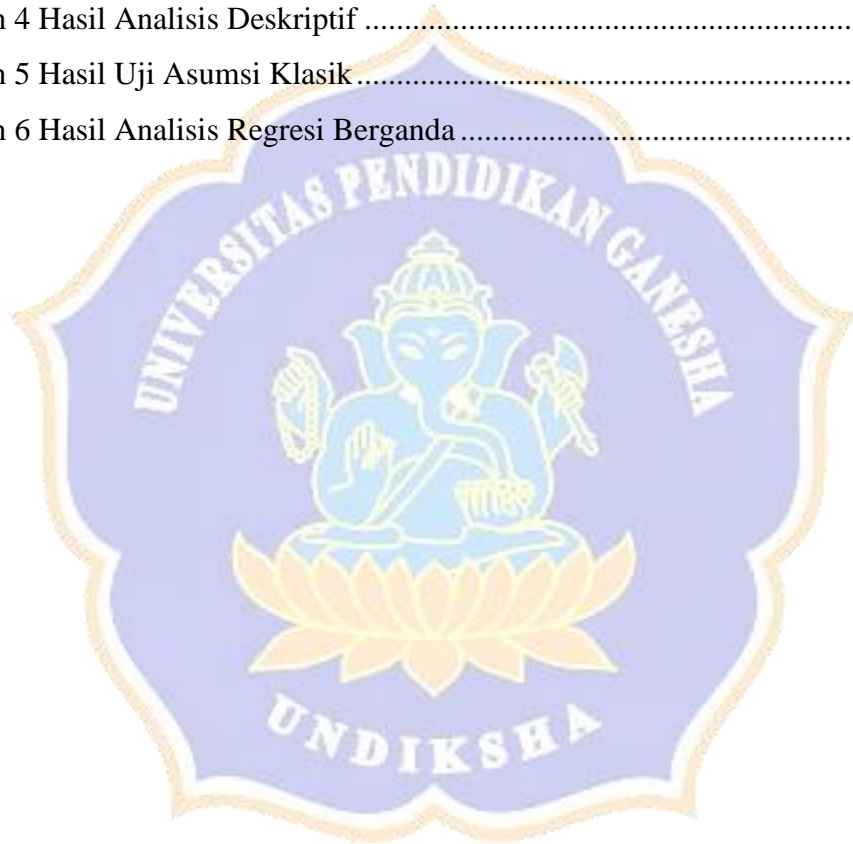 n 4 Hasil Analisis Deskriptif ..........................................................................
n 5 Hasil Uji Asumsi Klasik ..........................................................................
n 6 Hasil Analisis Regresi Berganda ..........................................................
UNIVERSITAS PENDIDIKAN GANESHA
UNDIKSHA